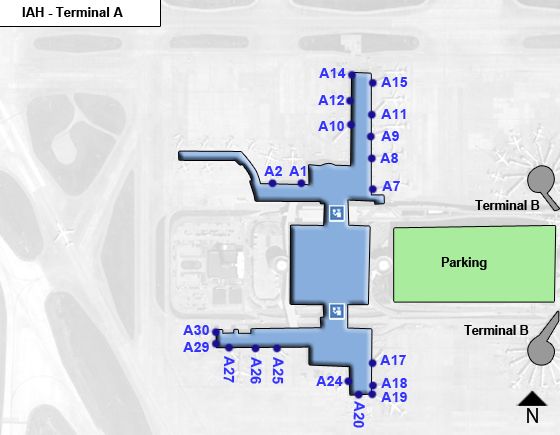 IAH - Terminal A
A14
A15
A12
A11
A10
A9
A8
A2
A1
A7
Terminal B
Parking
Terminal B
A30
A29
A27
A26
A25
A24
A17
A18
A19
A20
N